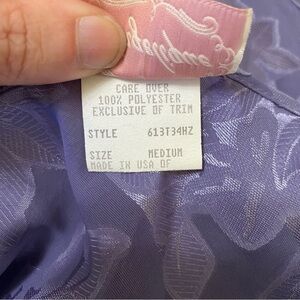 CARE OVER
100% POLYESTER
EXCLUSIVE OF TRIM
STYLE 613T34HZ
SIZE MEDIUM
MADE IN USA OF